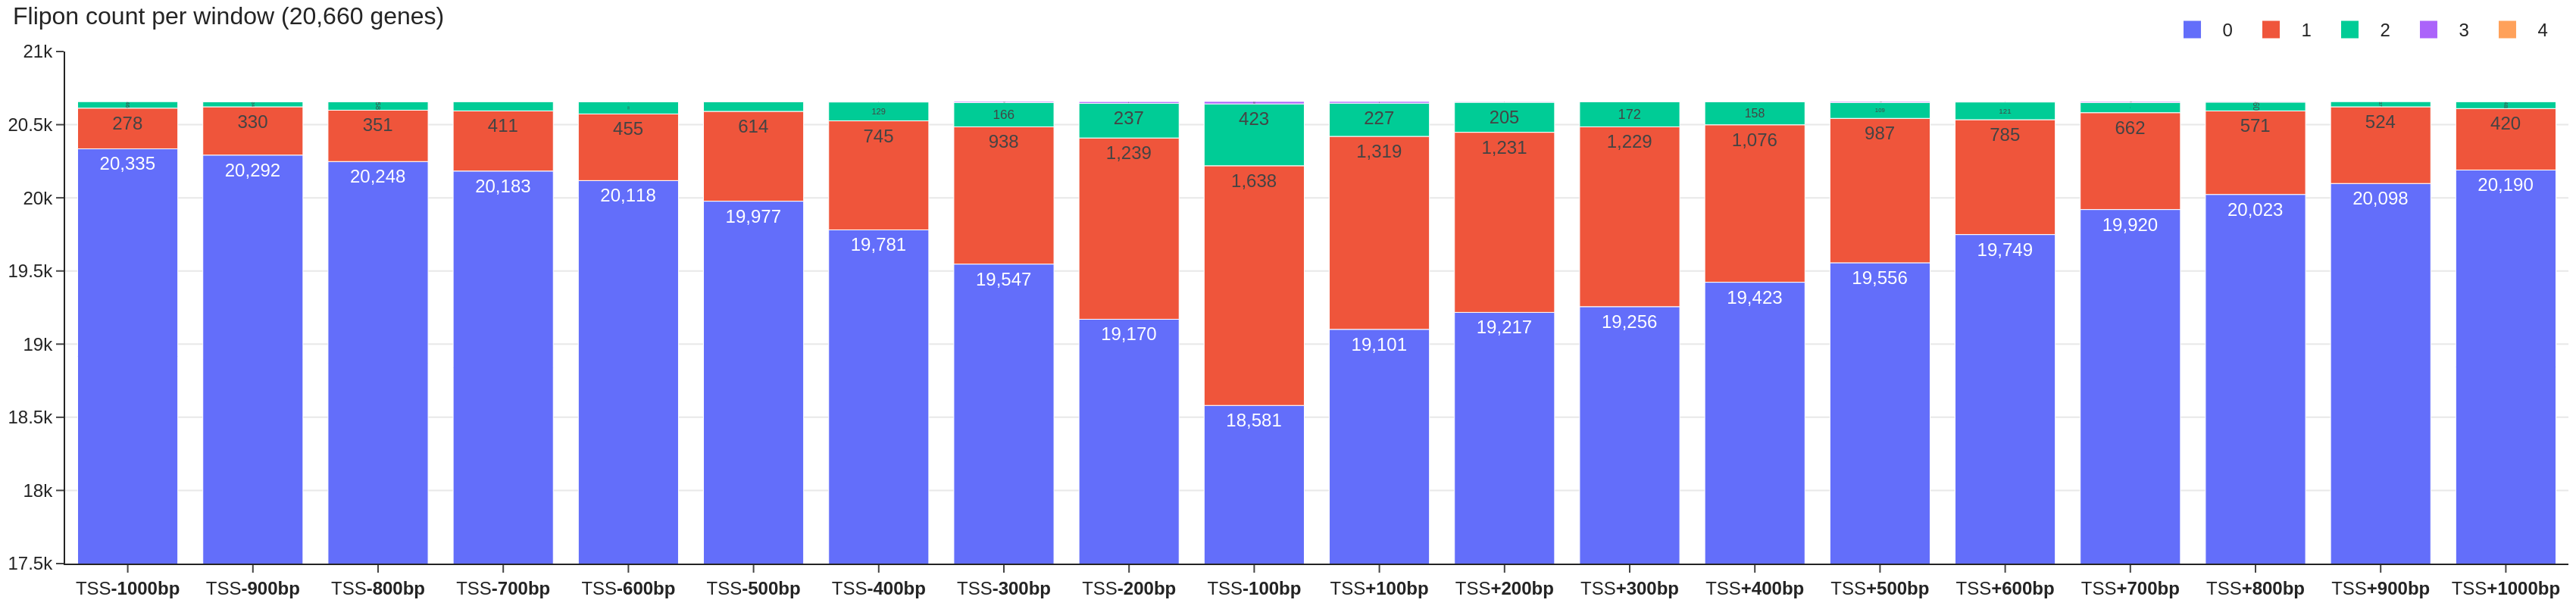 Flipon count per window (20,660 genes)
0 1 2 3 4
21k
20.5k
20k
19.5k
19k
18.5k
18k
17.5k
129 166 237 423 227 205 172 158 108 121
278 330 351 411 455 614 745 938 1,239 1,638 1,319 1,231 1,229 1,076 987 785 662 571 524 420
20,335 20,292 20,248 20,183 20,118 19,977 19,781 19,547 19,170 18,581 19,101 19,217 19,256 19,423 19,556 19,749 19,920 20,023 20,098 20,190
TSS-1000bp TSS-900bp TSS-800bp TSS-700bp TSS-600bp TSS-500bp TSS-400bp TSS-300bp TSS-200bp TSS-100bp TSS+100bp TSS+200bp TSS+300bp TSS+400bp TSS+500bp TSS+600bp TSS+700bp TSS+800bp TSS+900bp TSS+1000bp